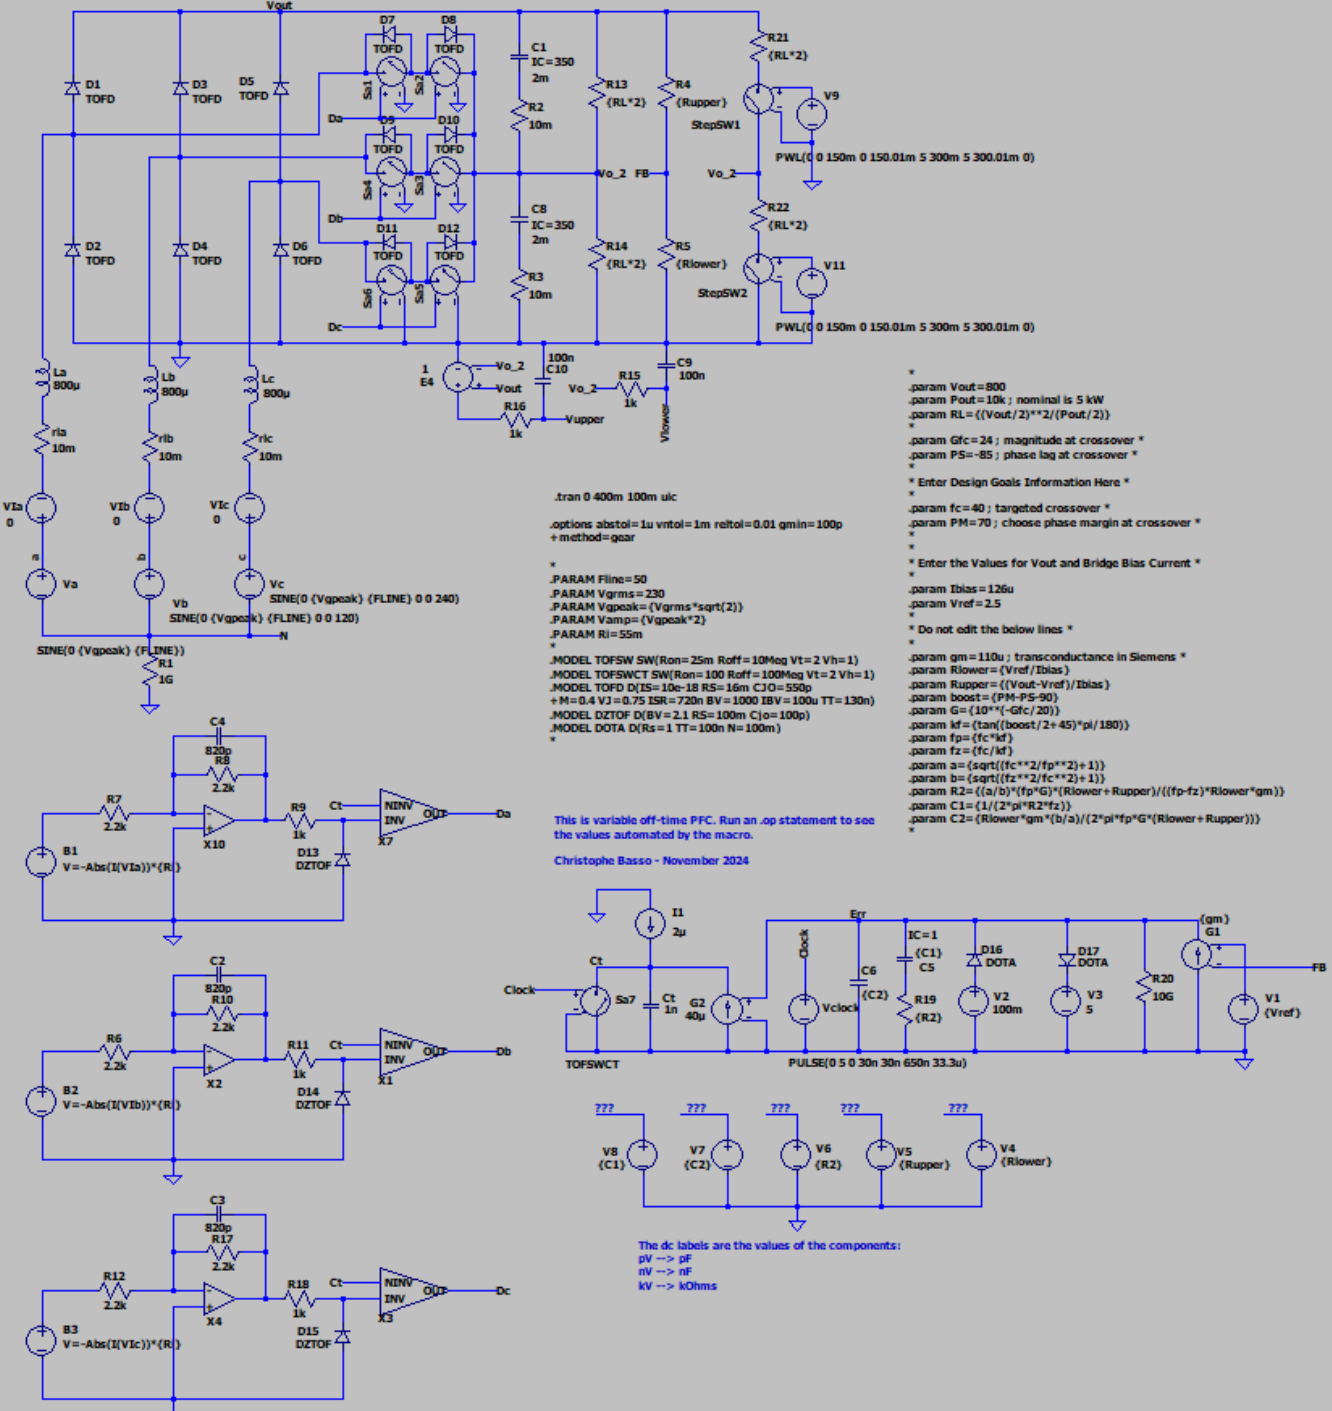 Vout
D1
TOFD
D3
TOFD
D5
TOFD
D7
TOFD
D8
TOFD
Sa1
Sa2
Da
D9
TOFD
D10
TOFD
Sa4
Sa3
Db
D11
TOFD
D12
TOFD
Sa6
Sa5
Dc
D2
TOFD
D4
TOFD
D6
TOFD
C1
IC=350
2m
R2
10m
C8
IC=350
2m
R3
10m
R13
{RL*2}
R4
{Rupper}
Vo_2
FB
R14
{RL*2}
R5
{Rlower}
R21
{RL*2}
StepSW1
V9
PWL(0 0 150m 0 150.01m 5 300m 5 300.01m 0)
Vo_2
R22
{RL*2}
StepSW2
V11
PWL(0 0 150m 0 150.01m 5 300m 5 300.01m 0)
La
800µ
Lb
800µ
Lc
800µ
rla
10m
rlb
10m
rlc
10m
VIa
0
VIb
0
VIc
0
a
b
c
Va
Vb
Vc
SINE(0 {Vgpeak} {FLINE} 0 0 240)
SINE(0 {Vgpeak} {FLINE} 0 0 120)
N
SINE(0 {Vgpeak} {FLINE})
R1
1G
1
E4
Vo_2
Vout
R16
1k
100n
C10
Vupper
Vo_2
R15
1k
C9
100n
Vlower
.tran 0 400m 100m uic
.options abstol=1u vntol=1m reltol=0.01 gmin=100p
+method=gear
*
.PARAM Fline=50
.PARAM Vgrms=230
.PARAM Vgpeak={Vgrms*sqrt(2)}
.PARAM Vamp={Vgpeak*2}
.PARAM Ri=55m
*
.MODEL TOFSW SW(Ron=25m Roff=10Meg Vt=2 Vh=1)
.MODEL TOFSWCT SW(Ron=100 Roff=100Meg Vt=2 Vh=1)
.MODEL TOFD D(IS=10e-18 RS=16m CJO=550p
+M=0.4 VJ=0.75 ISR=720n BV=1000 IBV=100u TT=130n)
.MODEL DZTOF D(BV=2.1 RS=100m Cjo=100p)
.MODEL DOTA D(Rs=1 TT=100n N=100m)
*
*
.param Vout=800
.param Pout=10k ; nominal is 5 kW
.param RL={(Vout/2)**2/(Pout/2)}
*
.param Gfc=24 ; magnitude at crossover *
.param PS=-85 ; phase lag at crossover *
*
* Enter Design Goals Information Here *
*
.param fc=40 ; targeted crossover *
.param PM=70 ; choose phase margin at crossover *
*
*
* Enter the Values for Vout and Bridge Bias Current *
*
.param Ibias=126u
.param Vref=2.5
*
* Do not edit the below lines *
*
.param gm=110u ; transconductance in Siemens *
.param Rlower={Vref/Ibias}
.param Rupper={(Vout-Vref)/Ibias}
.param boost={PM-PS-90}
.param G={10**(-Gfc/20)}
.param kf={tan((boost/2+45)*pi/180)}
.param fp={fc*kf}
.param fz={fc/kf}
.param a={sqrt((fc**2/fp**2)+1)}
.param b={sqrt((fz**2/fc**2)+1)}
.param R2={(a/b)*(fp*G)*(Rlower+Rupper)/((fp-fz)*Rlower*gm)}
.param C1={1/(2*pi*R2*fz)}
.param C2={Rlower*gm*(b/a)/(2*pi*fp*G*(Rlower+Rupper))}
*
This is variable off-time PFC. Run an .op statement to see
the values automated by the macro.
Christophe Basso - November 2024
C4
820p
R8
2.2k
R7
2.2k
X10
R9
1k
Ct
NINV
INV
OUT
X7
Da
D13
DZTOF
B1
V=-Abs(I(VIa))*{Ri}
C2
820p
R10
2.2k
R6
2.2k
X2
R11
1k
Ct
NINV
INV
OUT
X1
Db
D14
DZTOF
B2
V=-Abs(I(VIb))*{Ri}
C3
820p
R17
2.2k
R12
2.2k
X4
R18
1k
Ct
NINV
INV
OUT
X3
Dc
D15
DZTOF
B3
V=-Abs(I(VIc))*{Ri}
I1
2µ
Ct
Clock
Sa7
TOFSWCT
Ct
1n
G2
40µ
Clock
Vclock
PULSE(0 5 0 30n 30n 650n 33.3u)
Err
C6
{C2}
IC=1
{C1}
C5
R19
{R2}
D16
DOTA
V2
100m
D17
DOTA
V3
5
R20
10G
{gm}
G1
FB
V1
{Vref}
???
???
???
???
???
V8
{C1}
V7
{C2}
V6
{R2}
V5
{Rupper}
V4
{Rlower}
The dc labels are the values of the components:
pV --> pF
nV --> nF
kV --> kOhms